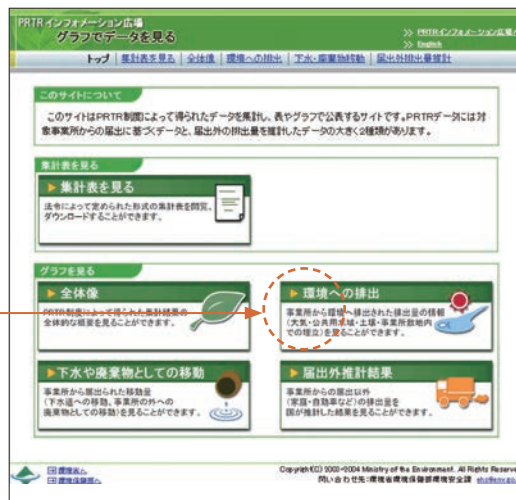 PRTRインフォメーション広場
グラフでデータを見る
>> PRTRインフォメーション広場へ
>> English
トップ | 集計表を見る | 全体像 | 環境への排出 | 下水・廃棄物移動 | 届出外排出量推計
このサイトについて
このサイトはPRTR制度によって得られたデータを集計し、表やグラフで公表するサイトです。PRTRデータには対
象事業所からの届出に基づくデータと、届出外の排出量を推計したデータの大きく2種類があります。
集計表を見る
集計表を見る
法令によって定められた形式の集計表を閲覧、
ダウンロードすることができます。
グラフを見る
全体像
PRTR制度によって得られた集計結果の
全体的な概要を見ることができます。
環境への排出
事業所から環境へ排出された排出量の情報
(大気・公共用水域・土壌・事業所敷地内
での埋立)を見ることができます。
下水や廃棄物としての移動
事業所から届出られた移動量
(下水道への移動、事業所の外への
廃棄物としての移動)を見ることができます。
届出外推計結果
事業所からの届出以外
(家庭・自動車など)の排出量を
国が推計した結果を見ることができます。
環境省へ
環境保健部へ
Copyright(C) 2003-2004 Ministry of the Environment. All Rights Reserve
問い合わせ先:環境省環境保健部環境安全課